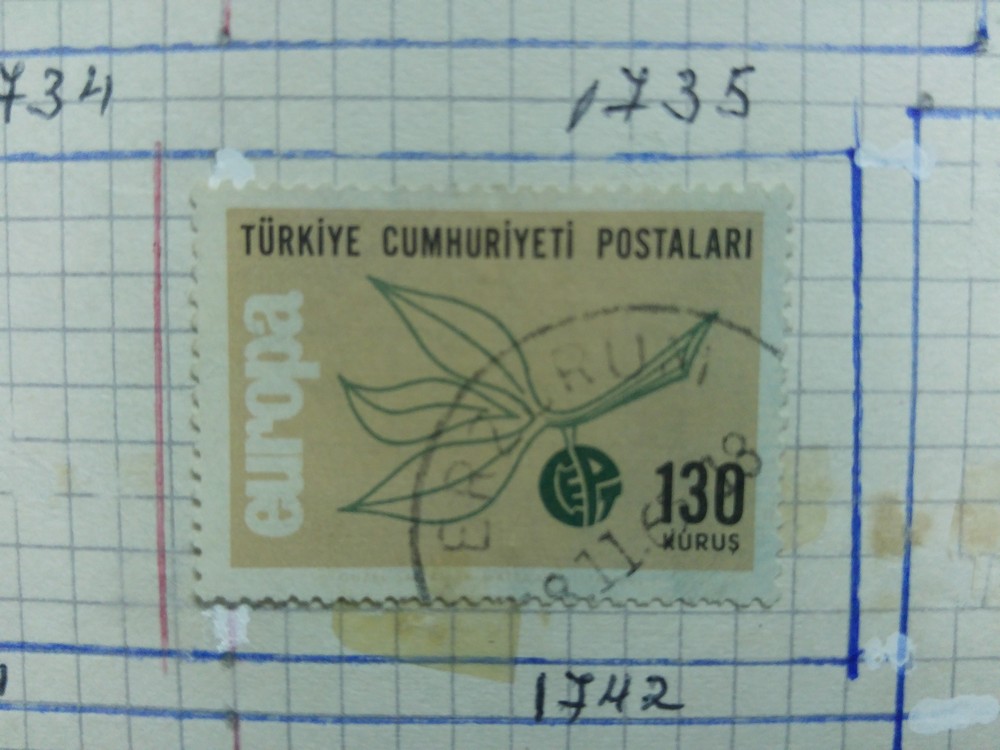 734
1735
TÜRKİYE CUMHURİYETİ POSTALARI
europa
CEPT
130
KURUŞ
1742